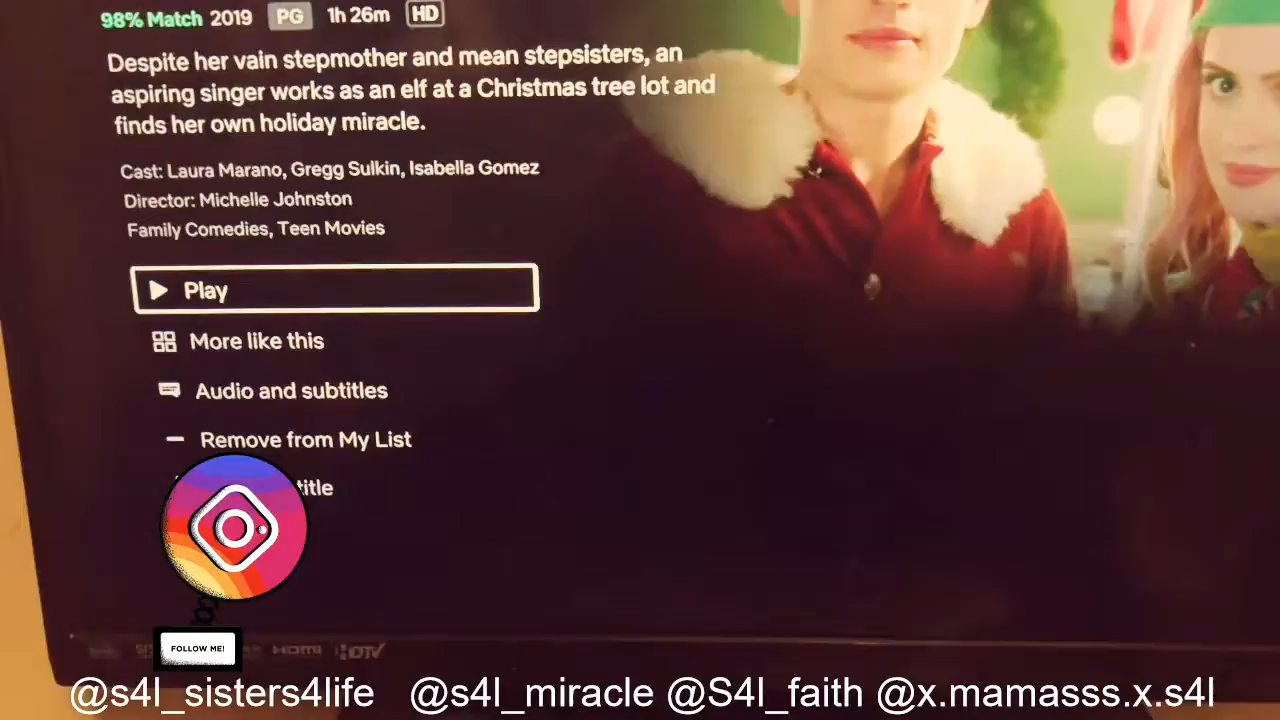 98% Match 2019 PG 1h 26m HD
Despite her vain stepmother and mean stepsisters, an
aspiring singer works as an elf at a Christmas tree lot and
finds her own holiday miracle.
Cast: Laura Marano, Gregg Sulkin, Isabella Gomez
Director: Michelle Johnston
Family Comedies, Teen Movies
Play
More like this
Audio and subtitles
Remove from My List
title
FOLLOW ME!
HDMI HDTV
@s4l_sisters4life @s4l_miracle @S4l_faith @x.mamasss.x.s4l